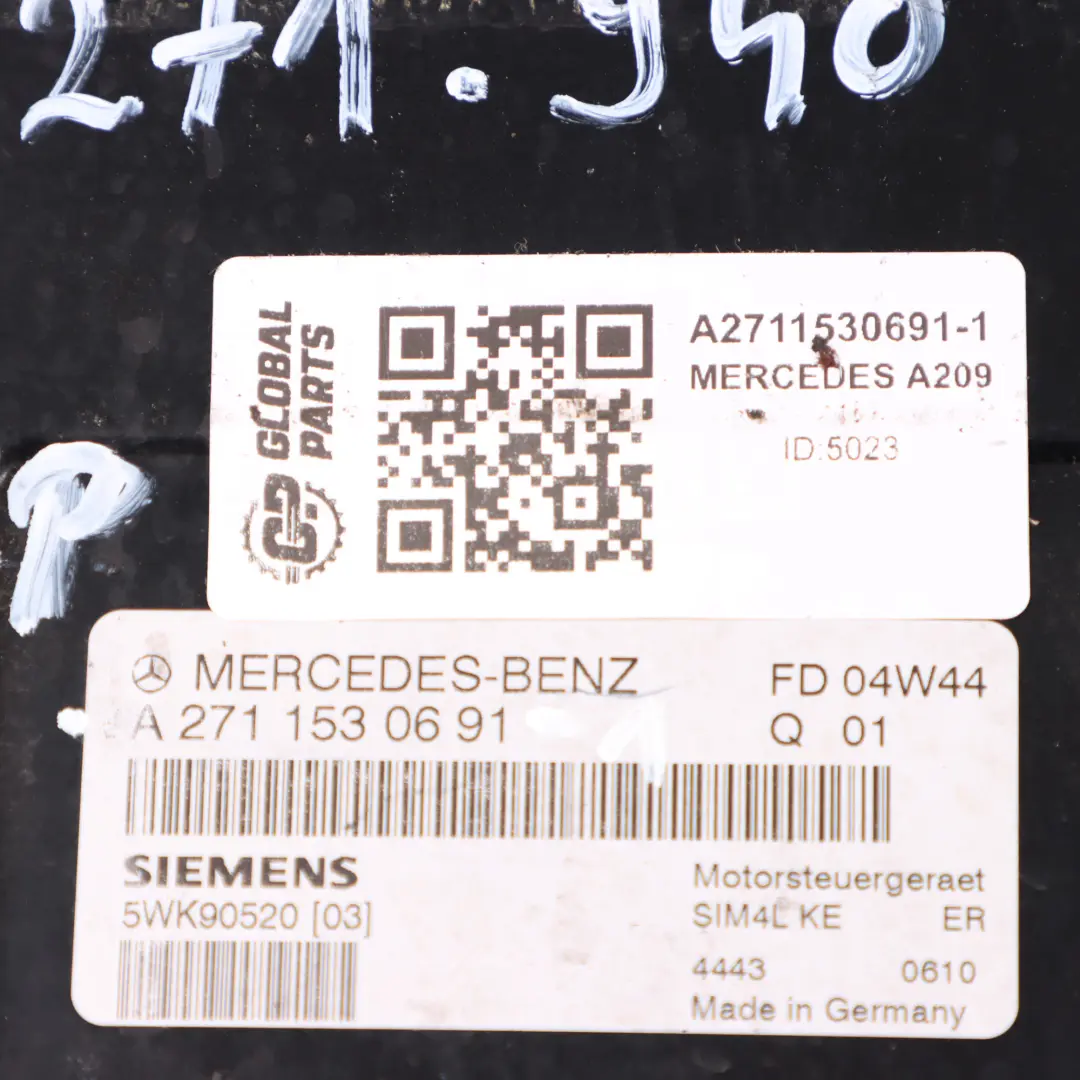 271.940
GLOBAL
PARTS
A2711530691-1
MERCEDES A209
ID:5023
P
MERCEDES-BENZ
FD 04W44
A 271 153 06 91 -1
Q 01
SIEMENS
5WK90520 [03]
Motorsteuergeraet
SIM4L KE ER
4443 0610
Made in Germany